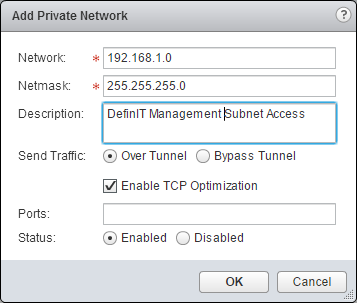 Add Private Network ?
Network: * 192.168.1.0
Netmask: * 255.255.255.0
Description: DefinIT Management Subnet Access
Send Traffic: Over Tunnel Bypass Tunnel
Enable TCP Optimization
Ports:
Status: Enabled Disabled
OK Cancel